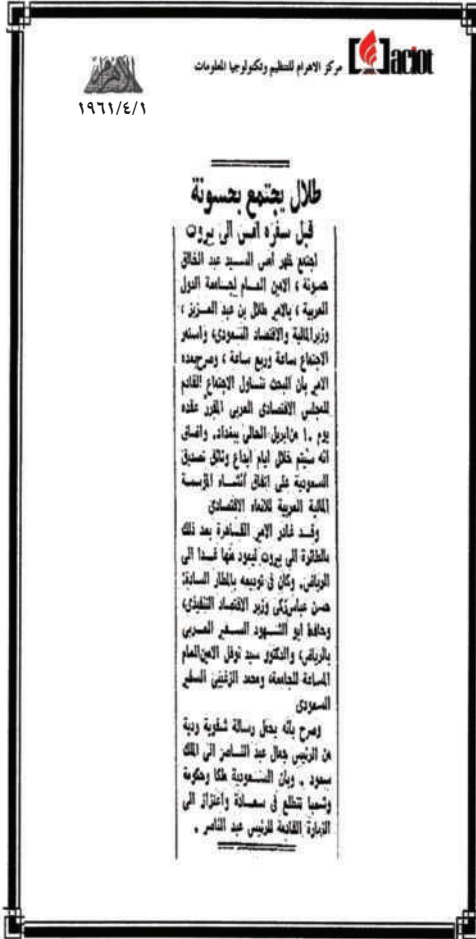 [aciot]
مركز الاهرام للتنظيم وتكنولوجيا المعلومات
الأهرام
١٩٦١/٤/١
طلال يجتمع بحسونة
قبل سفره امس الى بيروت
اجتمع ظهر امس السيد عبد الخالق
حسونة ، الامين العام لجامعة الدول
العربية ، بالامير طلال بن عبد العزيز ،
وزير المالية والاقتصاد السعودى، واستمر
الاجتماع ساعة وربع ساعة ، وصرح بعده
الامير بأن البحث تناول الاجتماع القادم
للمجلس الاقتصادى العربى المقرر عقده
يوم ١٠ من ابريل الحالى ببغداد. واضاف
انه سيتم خلال ايام ايداع وثائق تصديق
السعودية على اتفاق انشاء المؤسسة
المالية العربية للانماء الاقتصادى
وقد غادر الامير القاهرة بعد ذلك
بالطائرة الى بيروت ليعود منها غدا الى
الرياض. وكان فى توديعه بالمطار السادة:
حسن عباس زكى وزير الاقتصاد التنفيذى،
وحافظ ابو الشهود السفير العربى
بالرياض، والدكتور سيد نوفل الامين العام
المساعد للجامعة، ومحمد السفير
السعودى
وصرح بأنه يحمل رسالة شفوية ودية
من الرئيس جمال عبد الناصر الى الملك
سعود . وبأن السعودية ملكا وحكومة
وشعبا تتطلع فى سعادة واعتزاز الى
الزيارة القادمة للرئيس عبد الناصر .